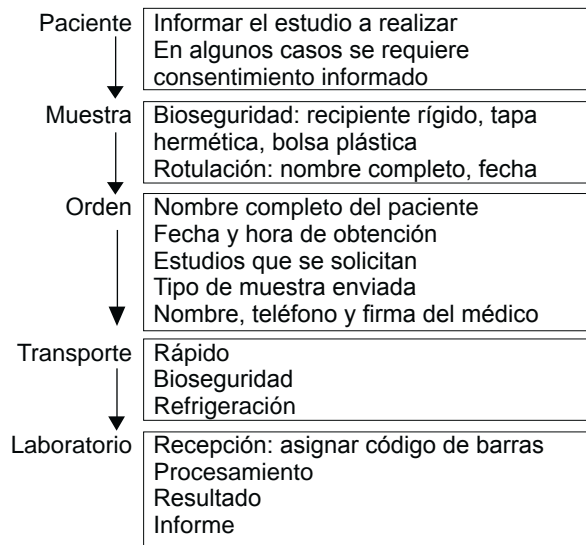 Paciente Informar el estudio a realizar
En algunos casos se requiere
consentimiento informado
Muestra Bioseguridad: recipiente rígido, tapa
hermética, bolsa plástica
Rotulación: nombre completo, fecha
Orden Nombre completo del paciente
Fecha y hora de obtención
Estudios que se solicitan
Tipo de muestra enviada
Nombre, teléfono y firma del médico
Transporte Rápido
Bioseguridad
Refrigeración
Laboratorio Recepción: asignar código de barras
Procesamiento
Resultado
Informe